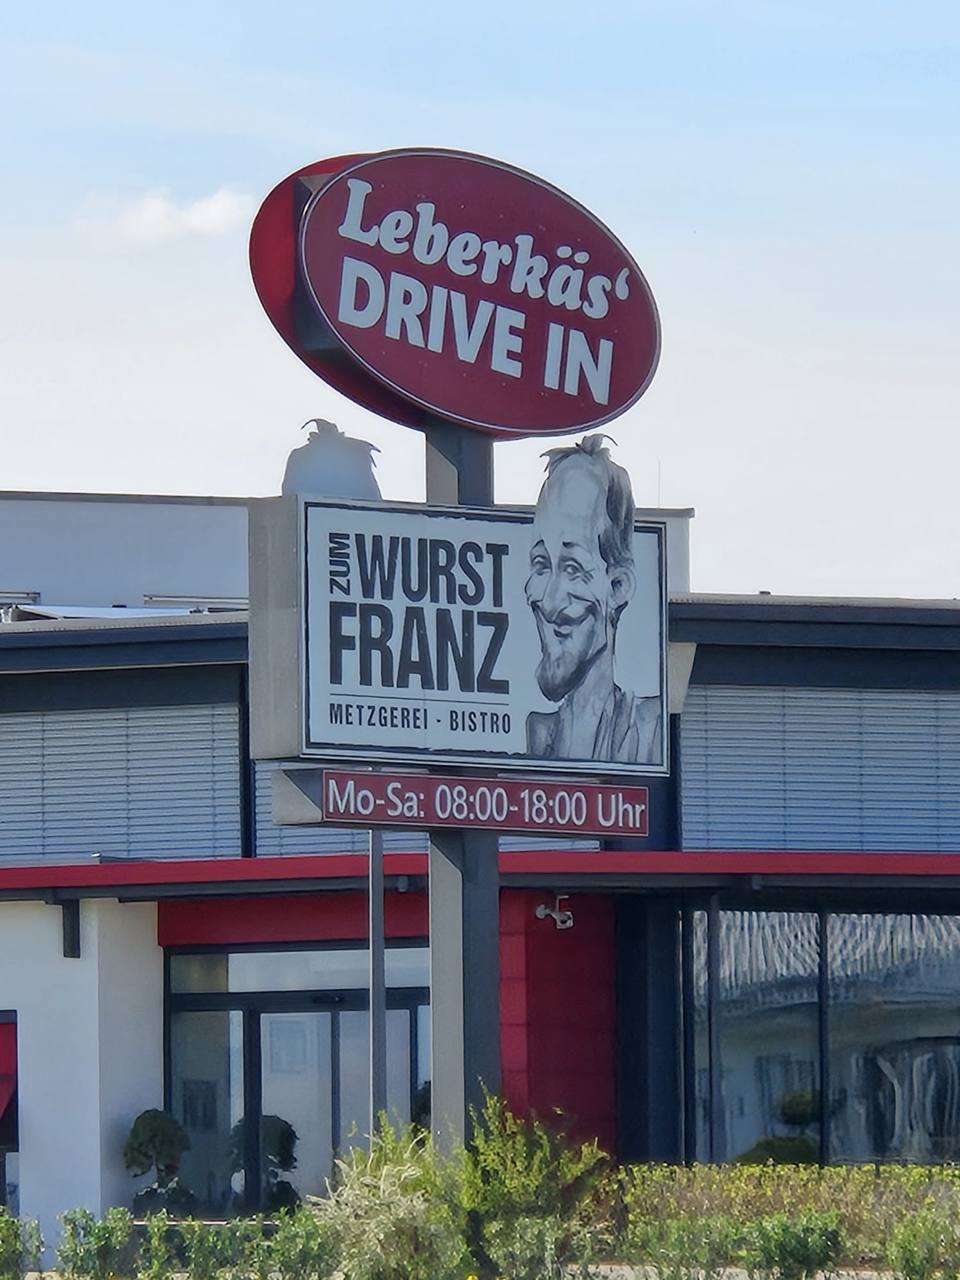 Leberkäs‘
DRIVE IN
ZUM WURST
FRANZ
METZGEREI - BISTRO
Mo-Sa: 08:00-18:00 Uhr